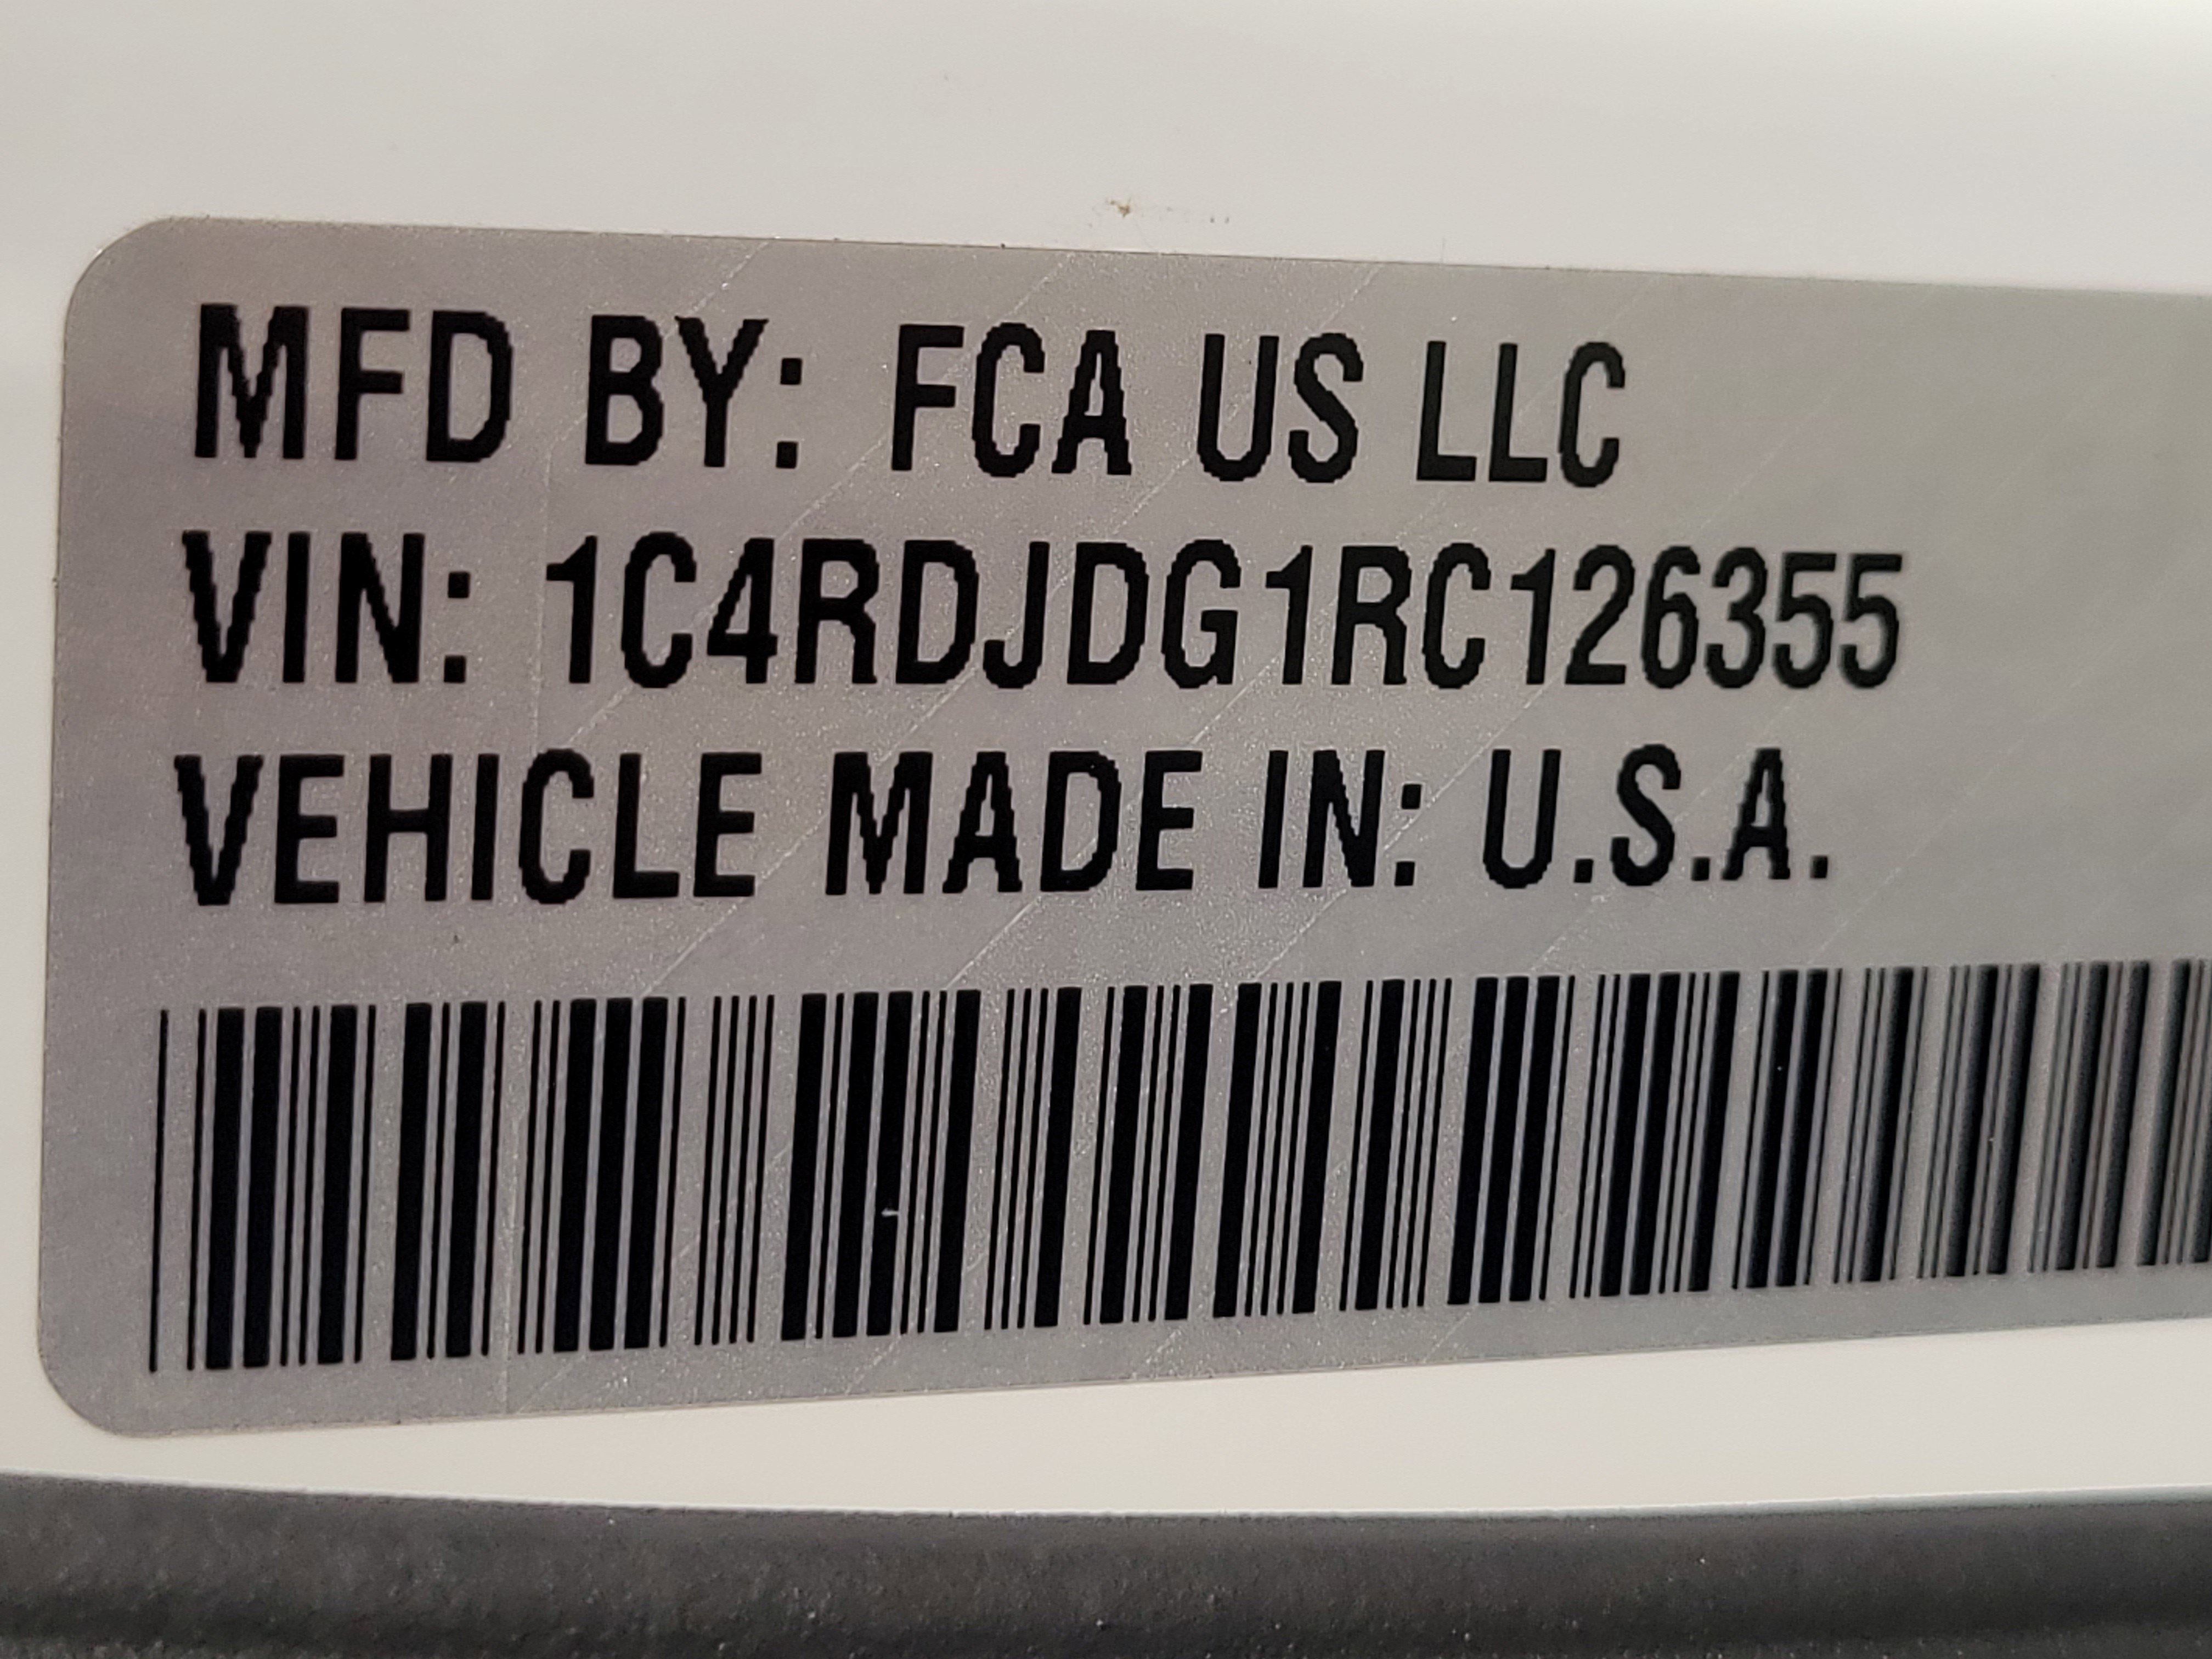 MFD BY: FCA US LLC
VIN: 1C4RDJDG1RC126355
VEHICLE MADE IN: U.S.A.